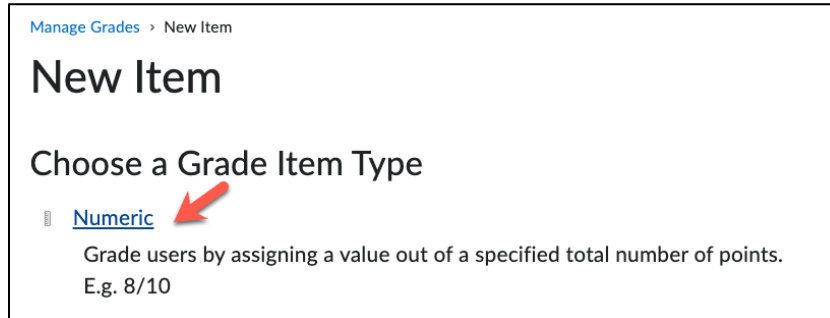 Manage Grades › New Item
New Item
Choose a Grade Item Type
Numeric
Grade users by assigning a value out of a specified total number of points.
E.g. 8/10